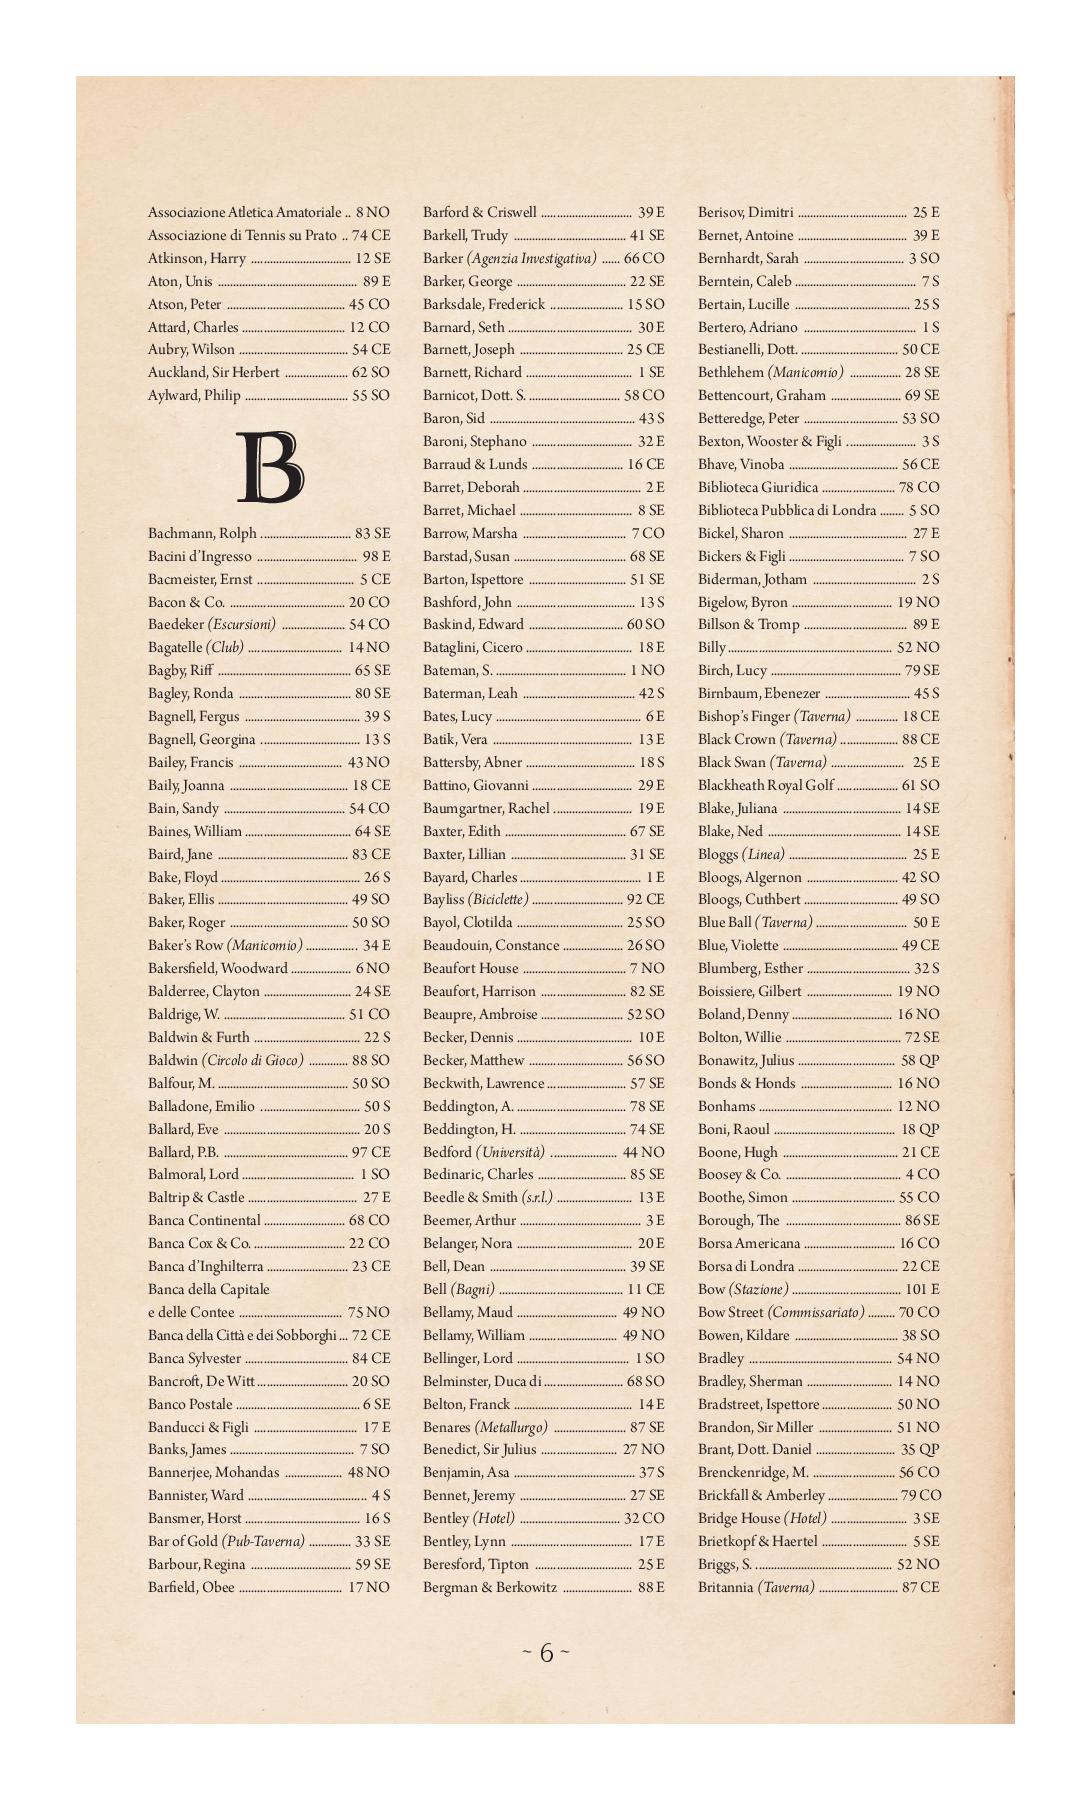 Associazione Atletica Amatoriale .. 8 NO
Associazione di Tennis su Prato .. 74 CE
Atkinson, Harry ... 12 SE
Aton, Unis ... 89 E
Atson, Peter ... 45 CO
Attard, Charles ... 12 CO
Aubry, Wilson ... 54 CE
Auckland, Sir Herbert ... 62 SO
Aylward, Philip ... 55 SO
B
Bachmann, Rolph ... 83 SE
Bacini d'Ingresso ... 98 E
Bacmeister, Ernst ... 5 CE
Bacon & Co. ... 20 CO
Baedeker (Escursioni) ... 54 CO
Bagatelle (Club) ... 14 NO
Bagby, Riff ... 65 SE
Bagley, Ronda ... 80 SE
Bagnell, Fergus ... 39 S
Bagnell, Georgina ... 13 S
Bailey, Francis ... 43 NO
Baily, Joanna ... 18 CE
Bain, Sandy ... 54 CO
Baines, William ... 64 SE
Baird, Jane ... 83 CE
Bake, Floyd ... 26 S
Baker, Ellis ... 49 SO
Baker, Roger ... 50 SO
Baker's Row (Manicomio) ... 34 E
Bakersfield, Woodward ... 6 NO
Balderree, Clayton ... 24 SE
Baldrige, W. ... 51 CO
Baldwin & Furth ... 22 S
Baldwin (Circolo di Gioco) ... 88 SO
Balfour, M. ... 50 SO
Balladone, Emilio ... 50 S
Ballard, Eve ... 20 S
Ballard, P.B. ... 97 CE
Balmoral, Lord ... 1 SO
Baltrip & Castle ... 27 E
Banca Continental ... 68 CO
Banca Cox & Co. ... 22 CO
Banca d'Inghilterra ... 23 CE
Banca della Capitale
e delle Contee ... 75 NO
Banca della Città e dei Sobborghi ... 72 CE
Banca Sylvester ... 84 CE
Bancroft, De Witt ... 20 SO
Banco Postale ... 6 SE
Banducci & Figli ... 17 E
Banks, James ... 7 SO
Bannerjee, Mohandas ... 48 NO
Bannister, Ward ... 4 S
Bansmer, Horst ... 16 S
Bar of Gold (Pub-Taverna) ... 33 SE
Barbour, Regina ... 59 SE
Barfield, Obee ... 17 NO
Barford & Criswell ... 39 E
Barkell, Trudy ... 41 SE
Barker (Agenzia Investigativa) ... 66 CO
Barker, George ... 22 SE
Barksdale, Frederick ... 15 SO
Barnard, Seth ... 30 E
Barnett, Joseph ... 25 CE
Barnett, Richard ... 1 SE
Barnicot, Dott. S. ... 58 CO
Baron, Sid ... 43 S
Baroni, Stephano ... 32 E
Barraud & Lunds ... 16 CE
Barret, Deborah ... 2 E
Barret, Michael ... 8 SE
Barrow, Marsha ... 7 CO
Barstad, Susan ... 68 SE
Barton, Ispettore ... 51 SE
Bashford, John ... 13 S
Baskind, Edward ... 60 SO
Bataglini, Cicero ... 18 E
Bateman, S. ... 1 NO
Baterman, Leah ... 42 S
Bates, Lucy ... 6 E
Batik, Vera ... 13 E
Battersby, Abner ... 18 S
Battino, Giovanni ... 29 E
Baumgartner, Rachel ... 19 E
Baxter, Edith ... 67 SE
Baxter, Lillian ... 31 SE
Bayard, Charles ... 1 E
Bayliss (Biciclette) ... 92 CE
Bayol, Clotilda ... 25 SO
Beaudouin, Constance ... 26 SO
Beaufort House ... 7 NO
Beaufort, Harrison ... 82 SE
Beaupre, Ambroise ... 52 SO
Becker, Dennis ... 10 E
Becker, Matthew ... 56 SO
Beckwith, Lawrence ... 57 SE
Beddington, A. ... 78 SE
Beddington, H. ... 74 SE
Bedford (Università) ... 44 NO
Bedinaric, Charles ... 85 SE
Beedle & Smith (s.r.l.) ... 13 E
Beemer, Arthur ... 3 E
Belanger, Nora ... 20 E
Bell, Dean ... 39 SE
Bell (Bagni) ... 11 CE
Bellamy, Maud ... 49 NO
Bellamy, William ... 49 NO
Bellinger, Lord ... 1 SO
Belminster, Duca di ... 68 SO
Belton, Franck ... 14 E
Benares (Metallurgo) ... 87 SE
Benedict, Sir Julius ... 27 NO
Benjamin, Asa ... 37 S
Bennet, Jeremy ... 27 SE
Bentley (Hotel) ... 32 CO
Bentley, Lynn ... 17 E
Beresford, Tipton ... 25 E
Bergman & Berkowitz ... 88 E
Berisov, Dimitri ... 25 E
Bernet, Antoine ... 39 E
Bernhardt, Sarah ... 3 SO
Berntein, Caleb ... 7 S
Bertain, Lucille ... 25 S
Bertero, Adriano ... 1 S
Bestianelli, Dott. ... 50 CE
Bethlehem (Manicomio) ... 28 SE
Bettencourt, Graham ... 69 SE
Betteredge, Peter ... 53 SO
Bexton, Wooster & Figli ... 3 S
Bhave, Vinoba ... 56 CE
Biblioteca Giuridica ... 78 CO
Biblioteca Pubblica di Londra ... 5 SO
Bickel, Sharon ... 27 E
Bickers & Figli ... 7 SO
Biderman, Jotham ... 2 S
Bigelow, Byron ... 19 NO
Billson & Tromp ... 89 E
Billy ... 52 NO
Birch, Lucy ... 79 SE
Birnbaum, Ebenezer ... 45 S
Bishop's Finger (Taverna) ... 18 CE
Black Crown (Taverna) ... 88 CE
Black Swan (Taverna) ... 25 E
Blackheath Royal Golf ... 61 SO
Blake, Juliana ... 14 SE
Blake, Ned ... 14 SE
Bloggs (Linea) ... 25 E
Bloogs, Algernon ... 42 SO
Bloogs, Cuthbert ... 49 SO
Blue Ball (Taverna) ... 50 E
Blue, Violette ... 49 CE
Blumberg, Esther ... 32 S
Boissiere, Gilbert ... 19 NO
Boland, Denny ... 16 NO
Bolton, Willie ... 72 SE
Bonawitz, Julius ... 58 QP
Bonds & Honds ... 16 NO
Bonhams ... 12 NO
Boni, Raoul ... 18 QP
Boone, Hugh ... 21 CE
Boosey & Co. ... 4 CO
Boothe, Simon ... 55 CO
Borough, The ... 86 SE
Borsa Americana ... 16 CO
Borsa di Londra ... 22 CE
Bow (Stazione) ... 101 E
Bow Street (Commissariato) ... 70 CO
Bowen, Kildare ... 38 SO
Bradley ... 54 NO
Bradley, Sherman ... 14 NO
Bradstreet, Ispettore ... 50 NO
Brandon, Sir Miller ... 51 NO
Brant, Dott. Daniel ... 35 QP
Brenckenridge, M. ... 56 CO
Brickfall & Amberley ... 79 CO
Bridge House (Hotel) ... 3 SE
Brietkopf & Haertel ... 5 SE
Briggs, S. ... 52 NO
Britannia (Taverna) ... 87 CE
~ 6 ~